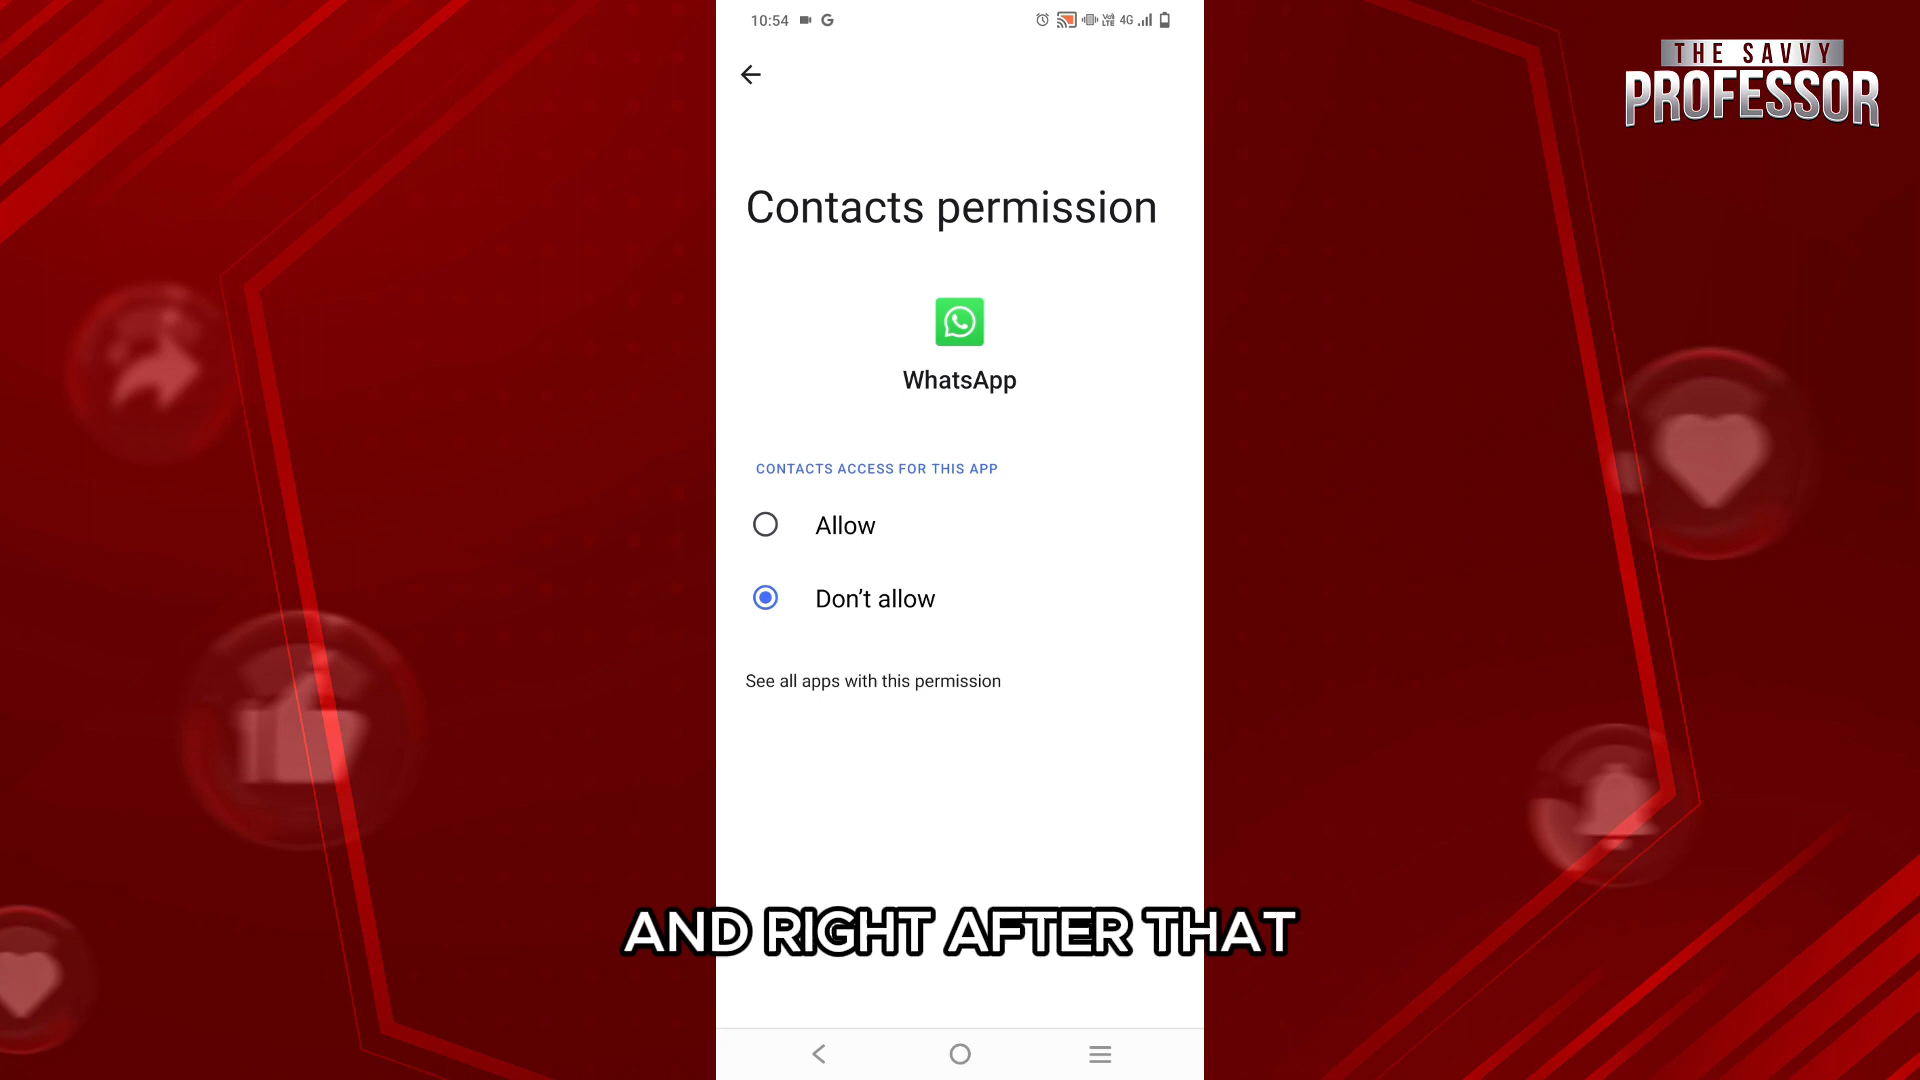 10:54
4G
THE SAVVY
PROFESSOR
Contacts permission
WhatsApp
CONTACTS ACCESS FOR THIS APP
Allow
Don't allow
See all apps with this permission
AND RIGHT AFTER THAT